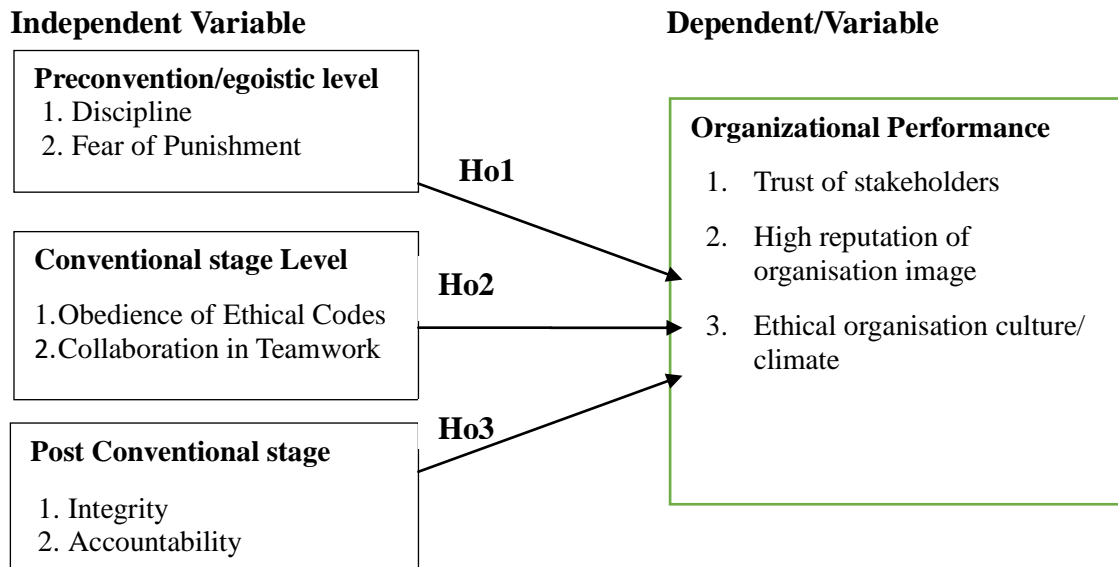 Independent Variable
Preconvention/egoistic level
1. Discipline
2. Fear of Punishment
Ho1
Conventional stage Level
1.Obedience of Ethical Codes
2.Collaboration in Teamwork
Ho2
Post Conventional stage
1. Integrity
2. Accountability
Ho3
Dependent/Variable
Organizational Performance
1. Trust of stakeholders
2. High reputation of
organisation image
3. Ethical organisation culture/
climate